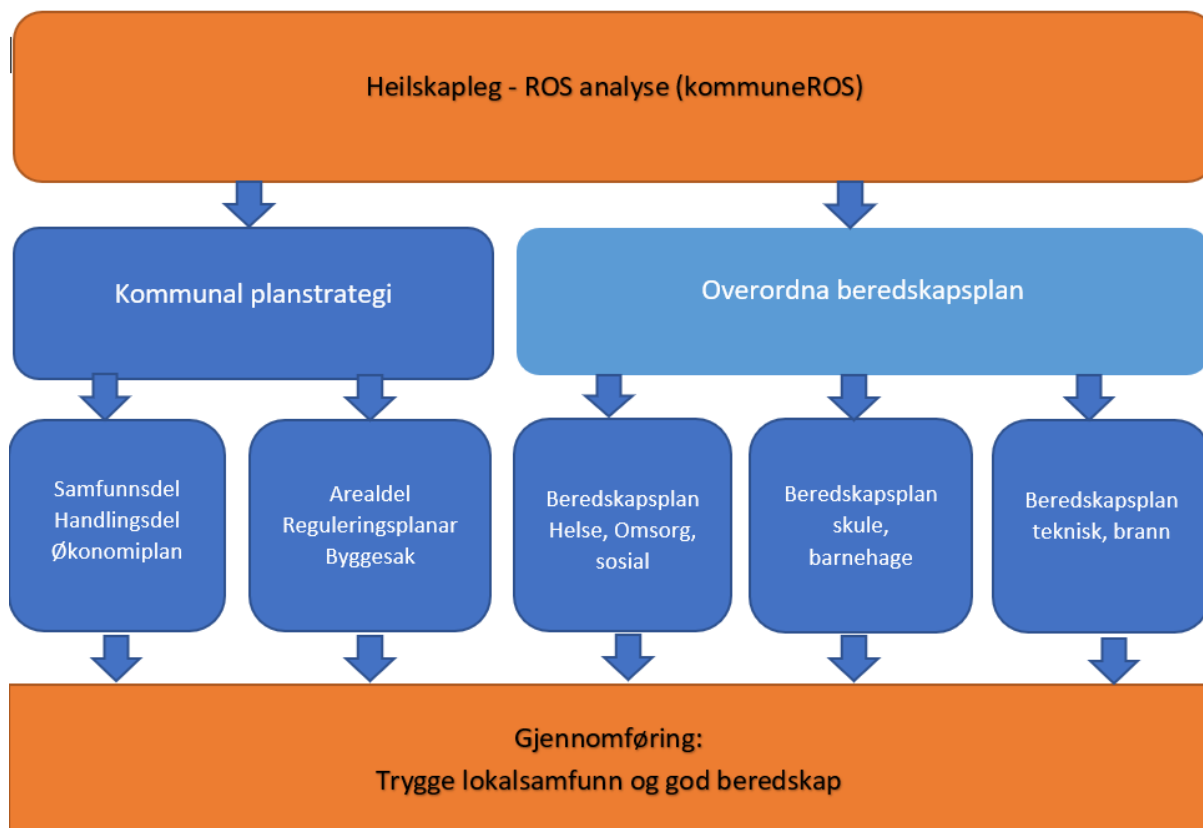 Heilskapleg - ROS analyse (kommuneROS)
Kommunal planstrategi
Overordna beredskapsplan
Samfunnsdel
Handlingsdel
Økonomiplan
Arealdel
Reguleringsplanar
Byggesak
Beredskapsplan
Helse, Omsorg,
sosial
Beredskapsplan
skule,
barnehage
Beredskapsplan
teknisk, brann
Gjennomføring:
Trygge lokalsamfunn og god beredskap